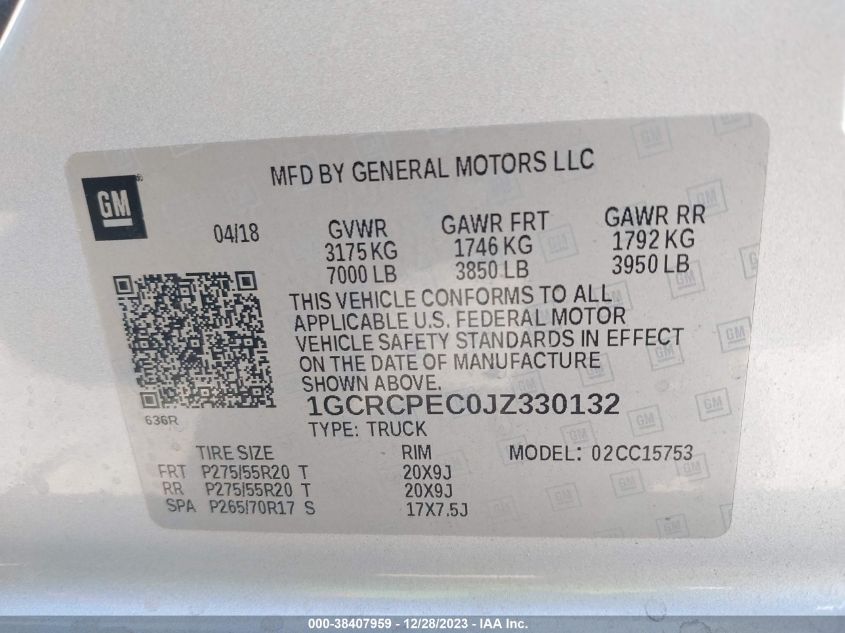 MFD BY GENERAL MOTORS LLC
GM
04/18
GVWR GAWR FRT GAWR RR
3175 KG 1746 KG 1792 KG
7000 LB 3850 LB 3950 LB
THIS VEHICLE CONFORMS TO ALL
APPLICABLE U.S. FEDERAL MOTOR
VEHICLE SAFETY STANDARDS IN EFFECT
ON THE DATE OF MANUFACTURE
SHOWN ABOVE.
1GCRCPEC0JZ330132
636R
TYPE: TRUCK
TIRE SIZE RIM MODEL: 02CC15753
FRT P275/55R20 T 20X9J
RR P275/55R20 T 20X9J
SPA P265/70R17 S 17X7.5J
000-38407959 - 12/28/2023 - IAA Inc.